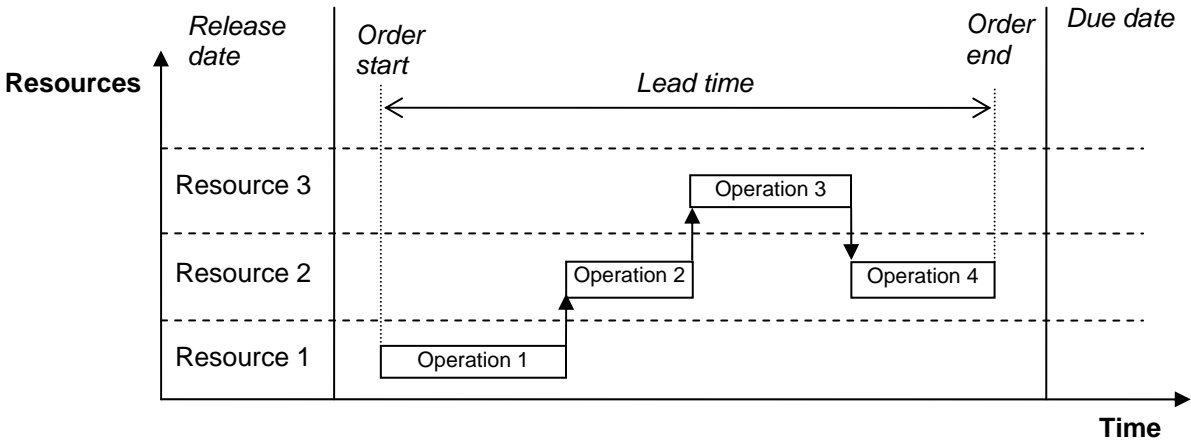 Release
date
Order
start
Order
end
Due date
Resources
Lead time
Resource 3
Operation 3
Resource 2
Operation 2
Operation 4
Resource 1
Operation 1
Time